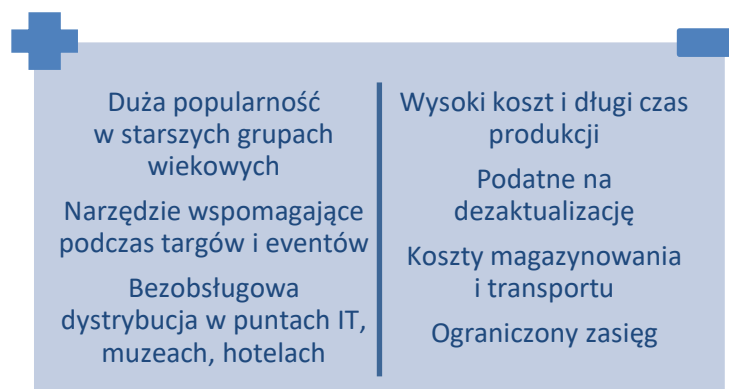 Duża popularność
w starszych grupach
wiekowych
Narzędzie wspomagające
podczas targów i eventów
Bezobsługowa
dystrybucja w puntach IT,
muzeach, hotelach
Wysoki koszt i długi czas
produkcji
Podatne na
dezaktualizację
Koszty magazynowania
i transportu
Ograniczony zasięg